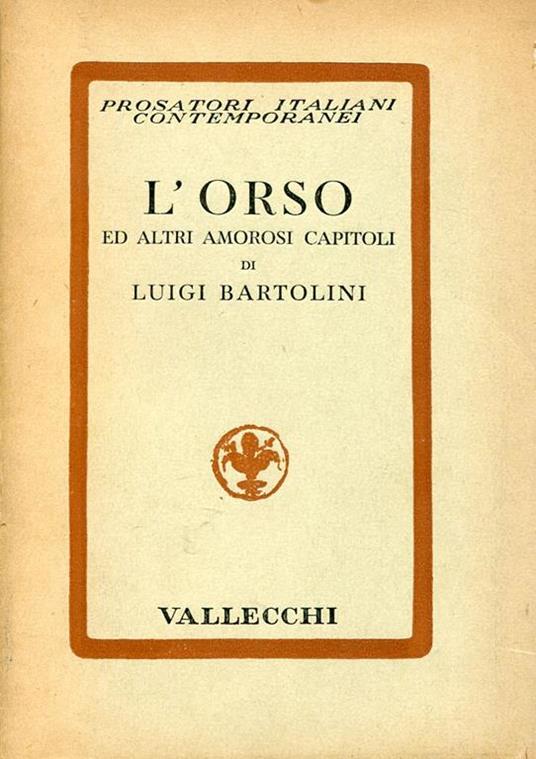 PROSATORI ITALIANI
CONTEMPORANEI
L'ORSO
ED ALTRI AMOROSI CAPITOLI
DI
LUIGI BARTOLINI
VALLECCHI